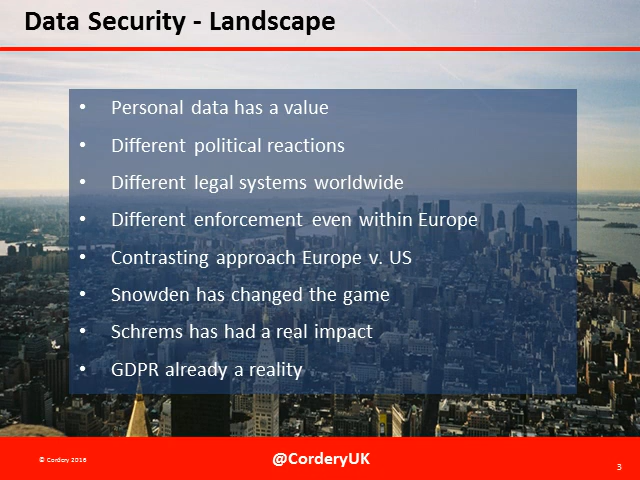 Data Security - Landscape
• Personal data has a value
• Different political reactions
• Different legal systems worldwide
• Different enforcement even within Europe
• Contrasting approach Europe v. US
• Snowden has changed the game
• Schrems has had a real impact
• GDPR already a reality
© Cordery 2016
@CorderyUK
3